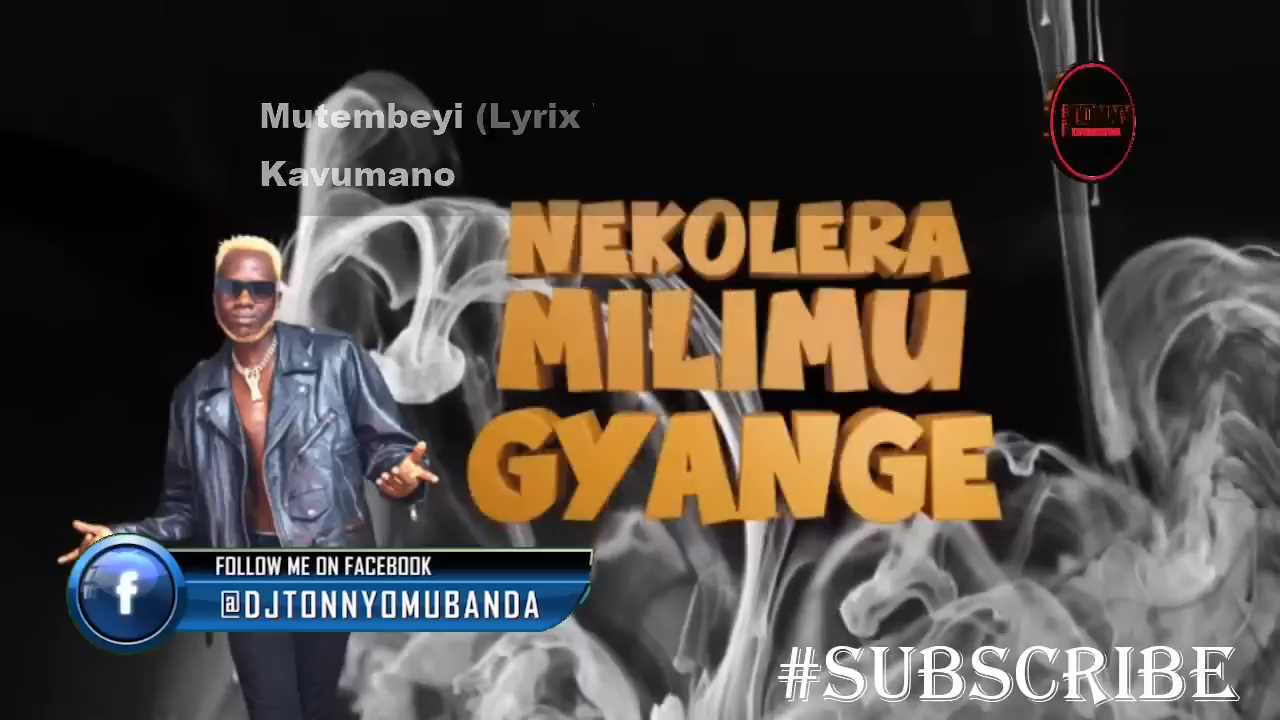 Mutembeyi (Lyrix
Kavumano
NEKOLERA
MILIMU
GYANGE
FOLLOW ME ON FACEBOOK
@DJTONNYOMUBANDA
#SUBSCRIBE